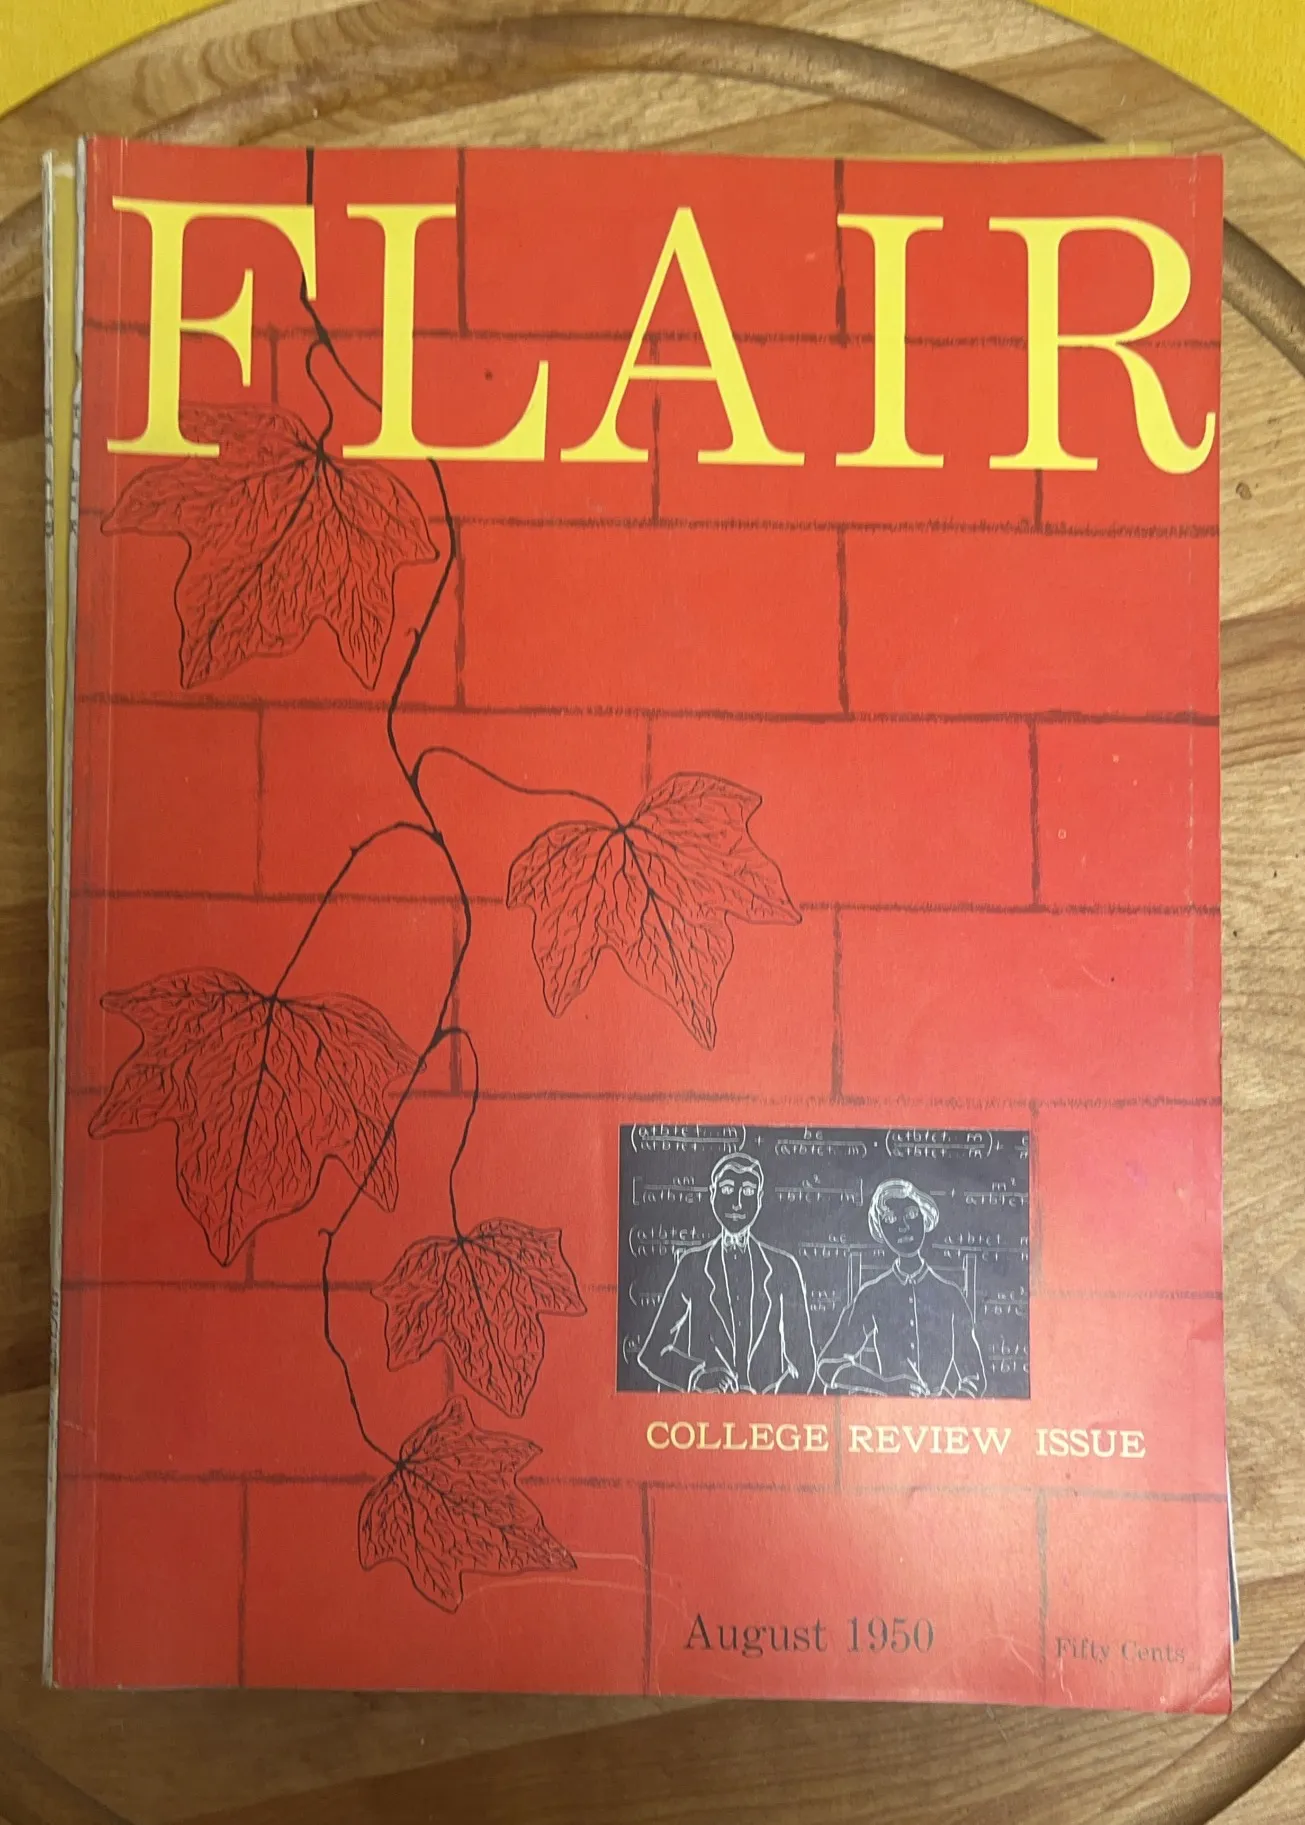 FLAIR
COLLEGE REVIEW ISSUE
August 1950
Fifty Cents